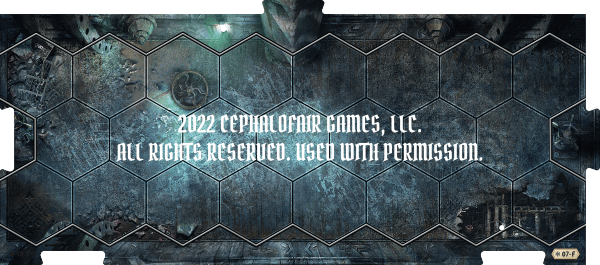 2022 CEPHALOFAIR GAMES, LLC.
ALL RIGHTS RESERVED. USED WITH PERMISSION.
07-F